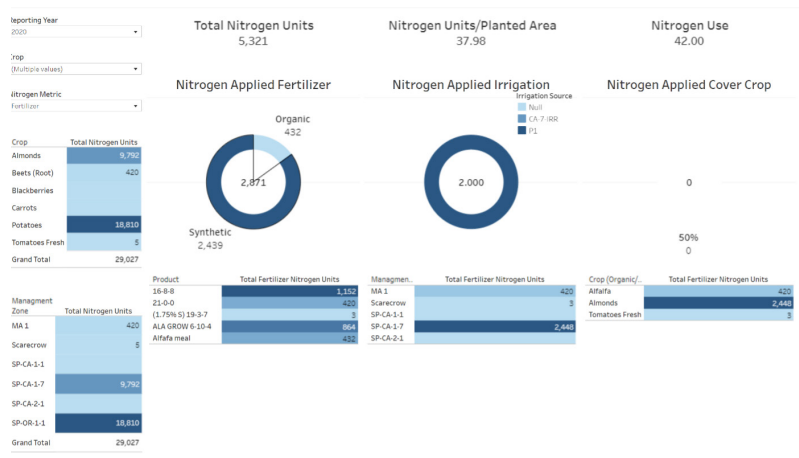 Reporting Year
2020
Crop
(Multiple values)
Nitrogen Metric
Fertilizer
Total Nitrogen Units
5,321
Nitrogen Units/Planted Area
37.98
Nitrogen Use
42.00
Nitrogen Applied Fertilizer
Organic
432
2,871
Synthetic
2,439
Nitrogen Applied Irrigation
Irrigation Source
Null
CA-7-IRR
P1
2.000
Nitrogen Applied Cover Crop
0
50%
0
Crop Total Nitrogen Units
Almonds 9,792
Beets (Root) 420
Blackberries
Carrots
Potatoes 18,810
Tomatoes Fresh 5
Grand Total 29,027
Managment
Zone Total Nitrogen Units
MA 1 420
Scarecrow 5
SP-CA-1-1
SP-CA-1-7 9,792
SP-CA-2-1
SP-OR-1-1 18,810
Grand Total 29,027
Product Total Fertilizer Nitrogen Units
16-8-8 1,152
21-0-0 420
(1.75% S) 19-3-7 3
ALA GROW 6-10-4 864
Alfafa meal 432
Managmen.. Total Fertilizer Nitrogen Units
MA 1 420
Scarecrow 3
SP-CA-1-1
SP-CA-1-7 2,448
SP-CA-2-1
Crop (Organic/.. Total Fertilizer Nitrogen Units
Alfalfa 420
Almonds 2,448
Tomatoes Fresh 3